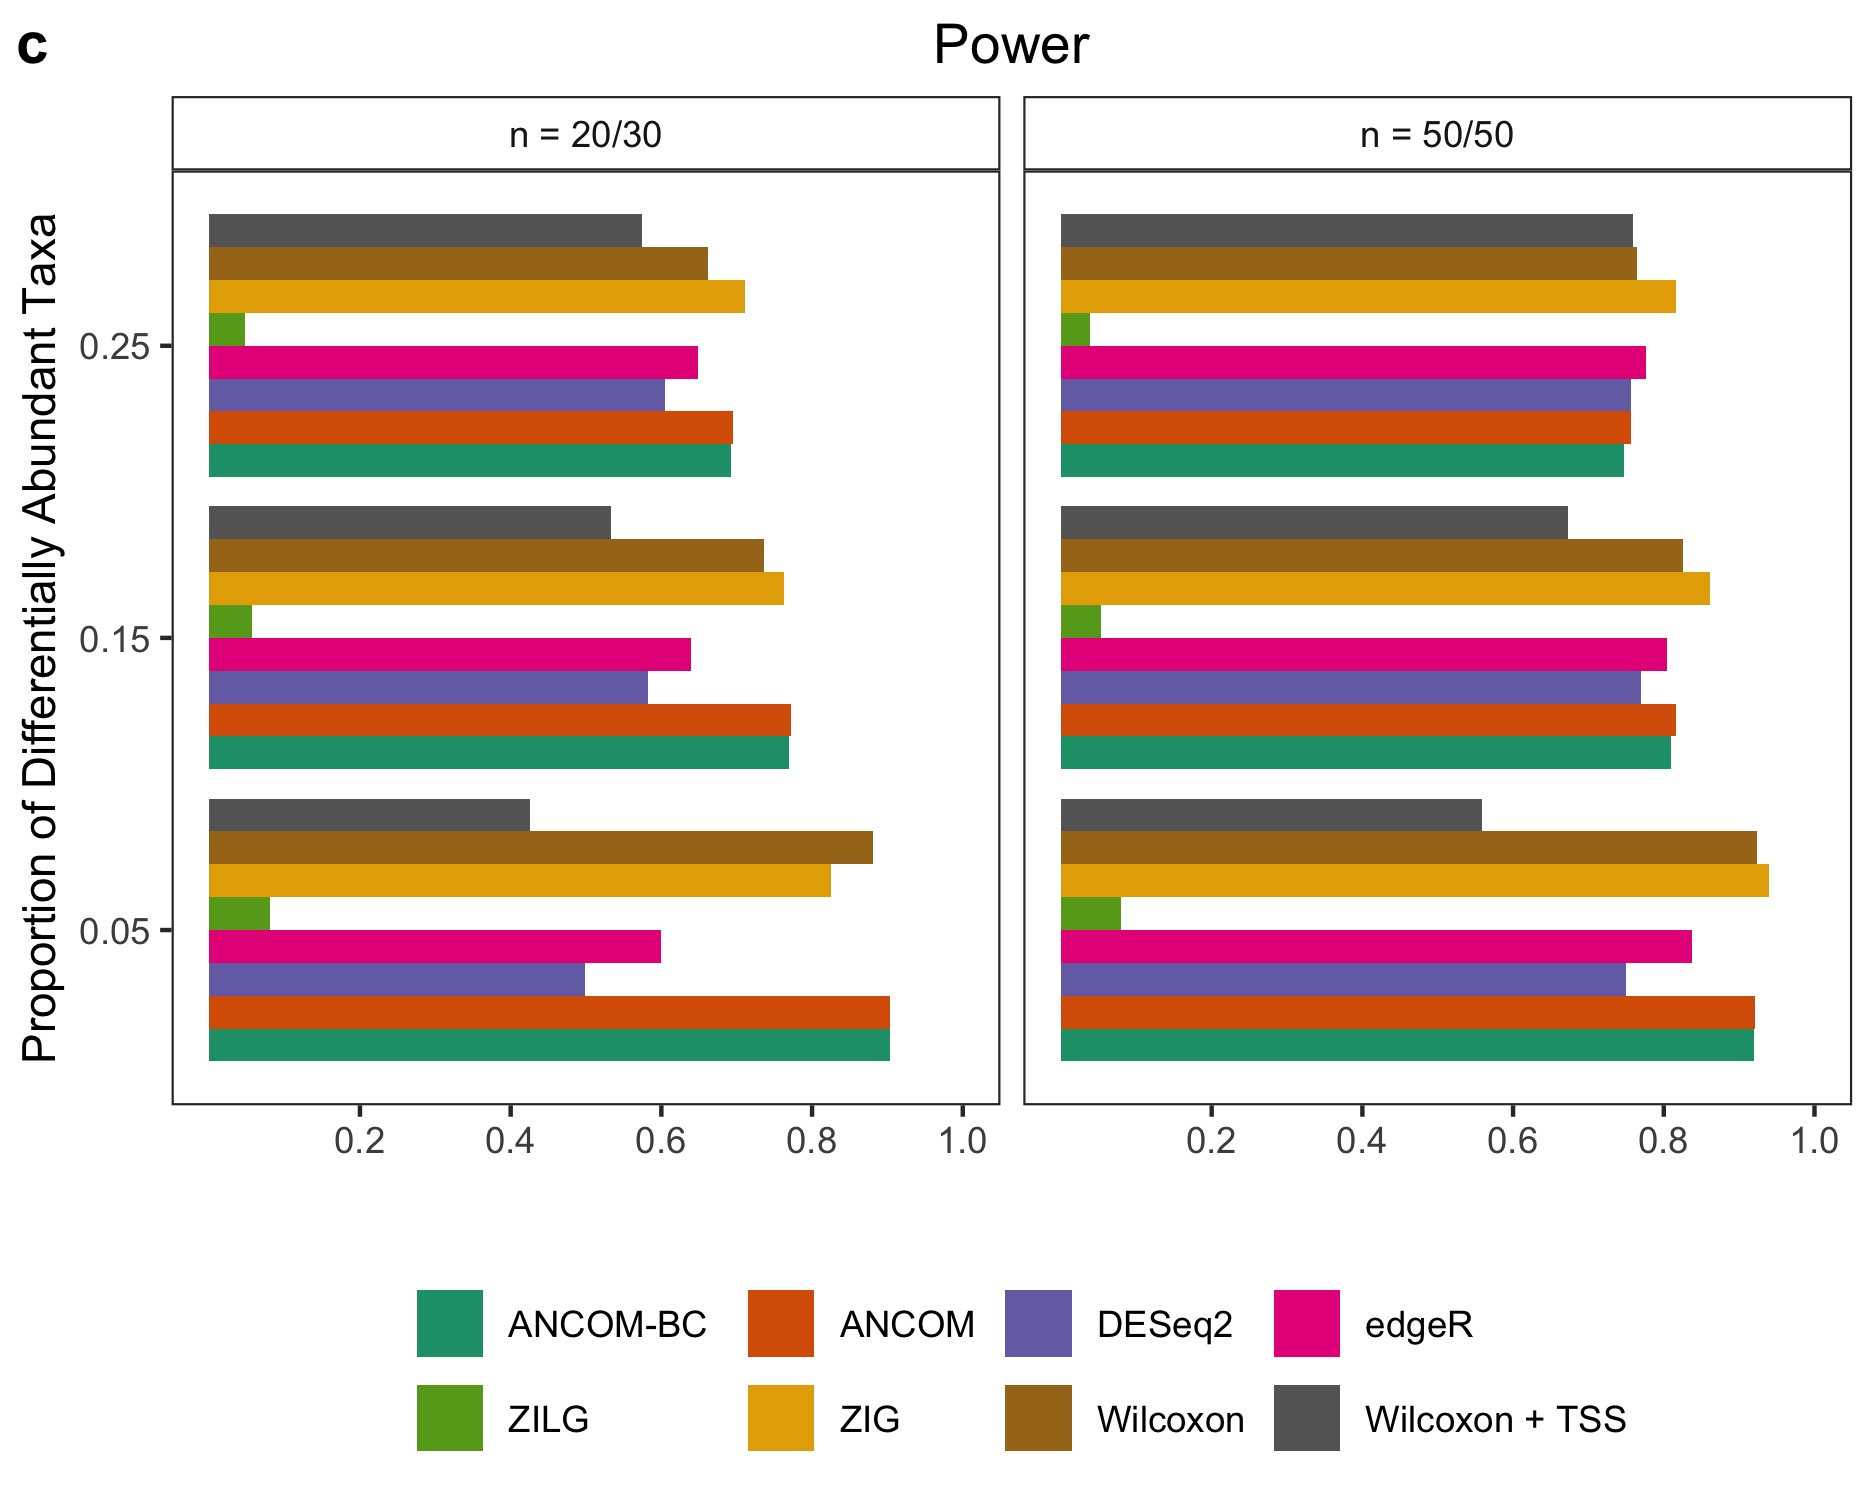 c
Power
n = 20/30
n = 50/50
Proportion of Differentially Abundant Taxa
0.25
0.15
0.05
0.2 0.4 0.6 0.8 1.0
0.2 0.4 0.6 0.8 1.0
ANCOM-BC ANCOM DESeq2 edgeR
ZILG ZIG Wilcoxon Wilcoxon + TSS